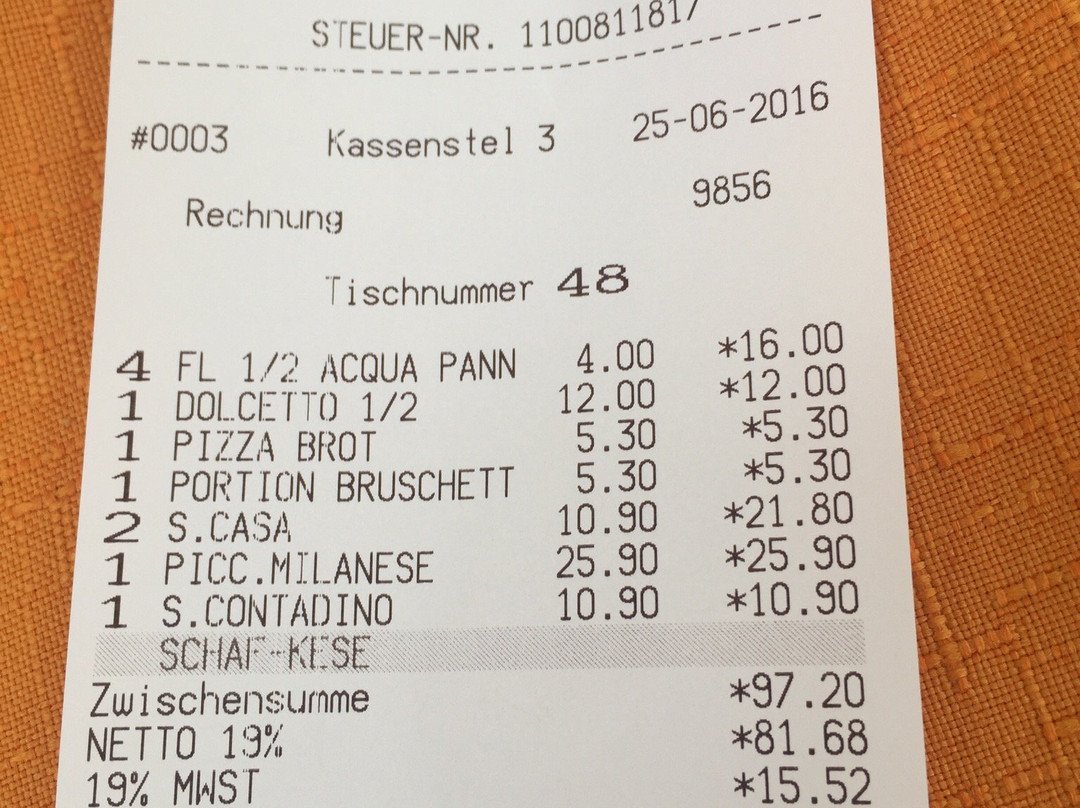 STEUER-NR. 1100811817
#0003 Kassenstel 3 25-06-2016
Rechnung 9856
Tischnummer 48
4 FL 1/2 ACQUA PANN 4.00 *16.00
1 DOLCETTO 1/2 12.00 *12.00
1 PIZZA BROT 5.30 *5.30
1 PORTION BRUSCHETT 5.30 *5.30
2 S.CASA 10.90 *21.80
1 PICC.MILANESE 25.90 *25.90
1 S.CONTADINO 10.90 *10.90
SCHAF-KESE
Zwischensumme *97.20
NETTO 19% *81.68
19% MWST *15.52